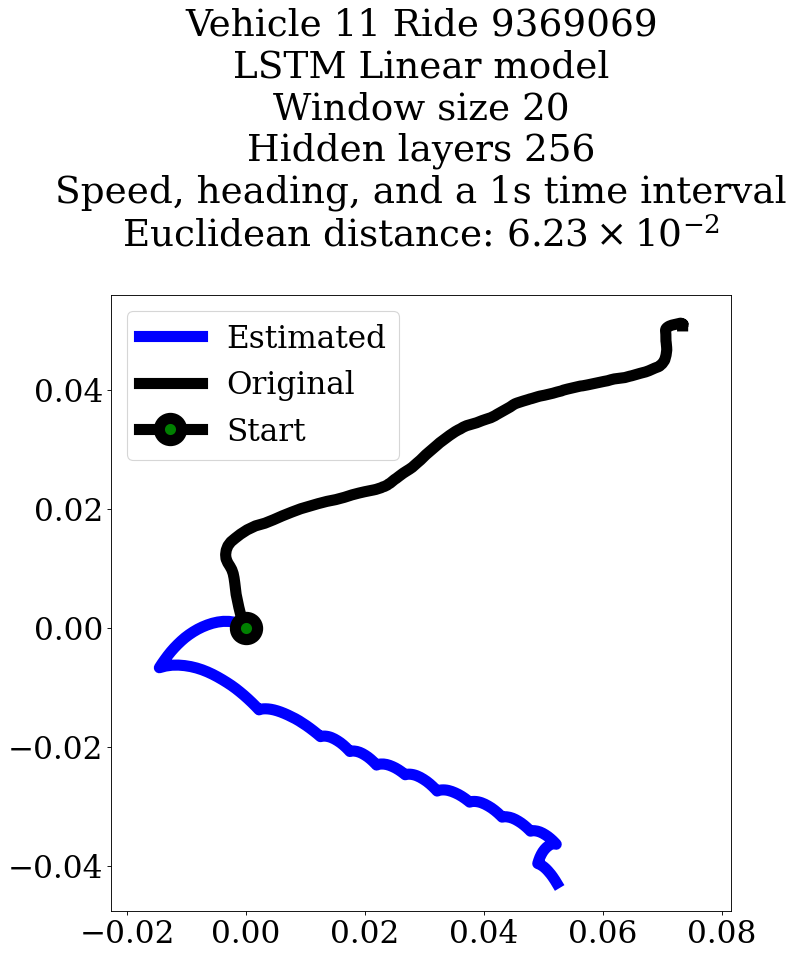 Vehicle 11 Ride 9369069
LSTM Linear model
Window size 20
Hidden layers 256
Speed, heading, and a 1s time interval
Euclidean distance: 6.23 × 10⁻²
Estimated
Original
Start
0.04
0.02
0.00
−0.02
−0.04
−0.02 0.00 0.02 0.04 0.06 0.08